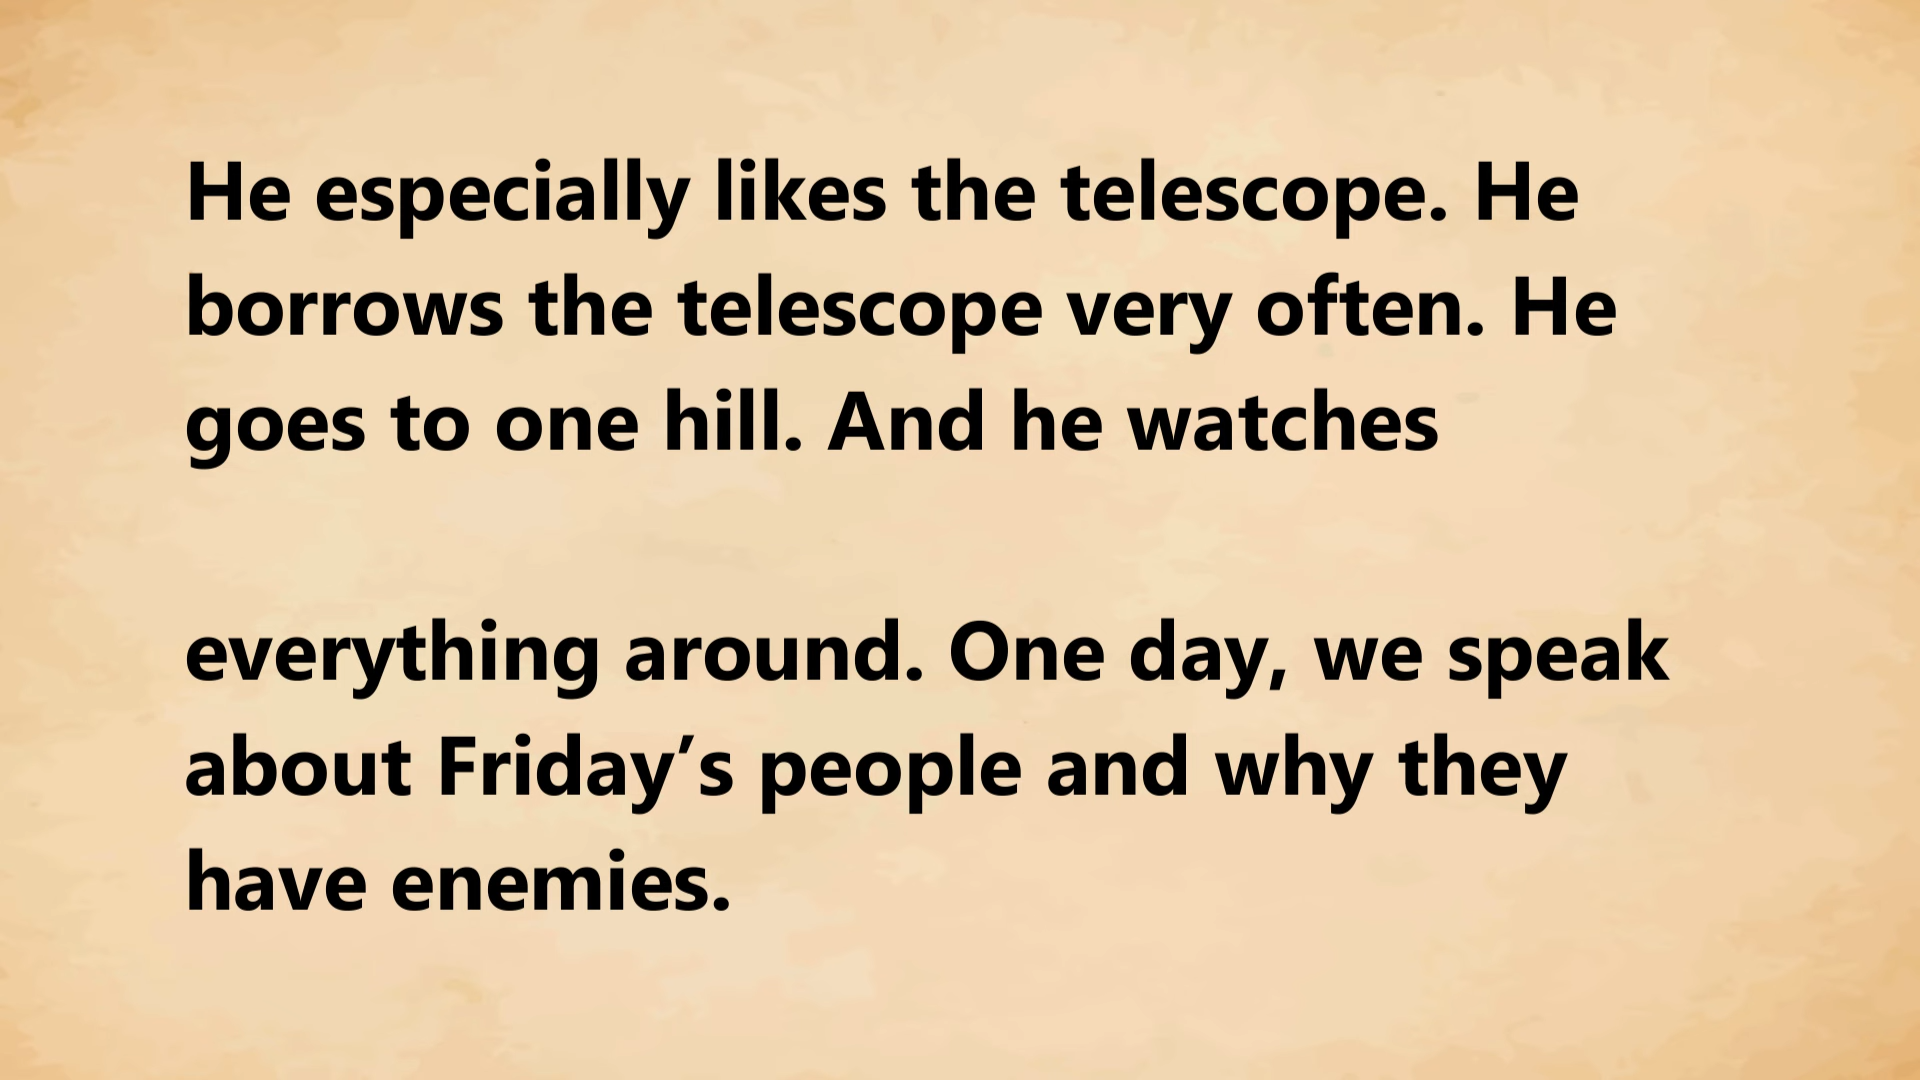 He especially likes the telescope. He
borrows the telescope very often. He
goes to one hill. And he watches
everything around. One day, we speak
about Friday’s people and why they
have enemies.